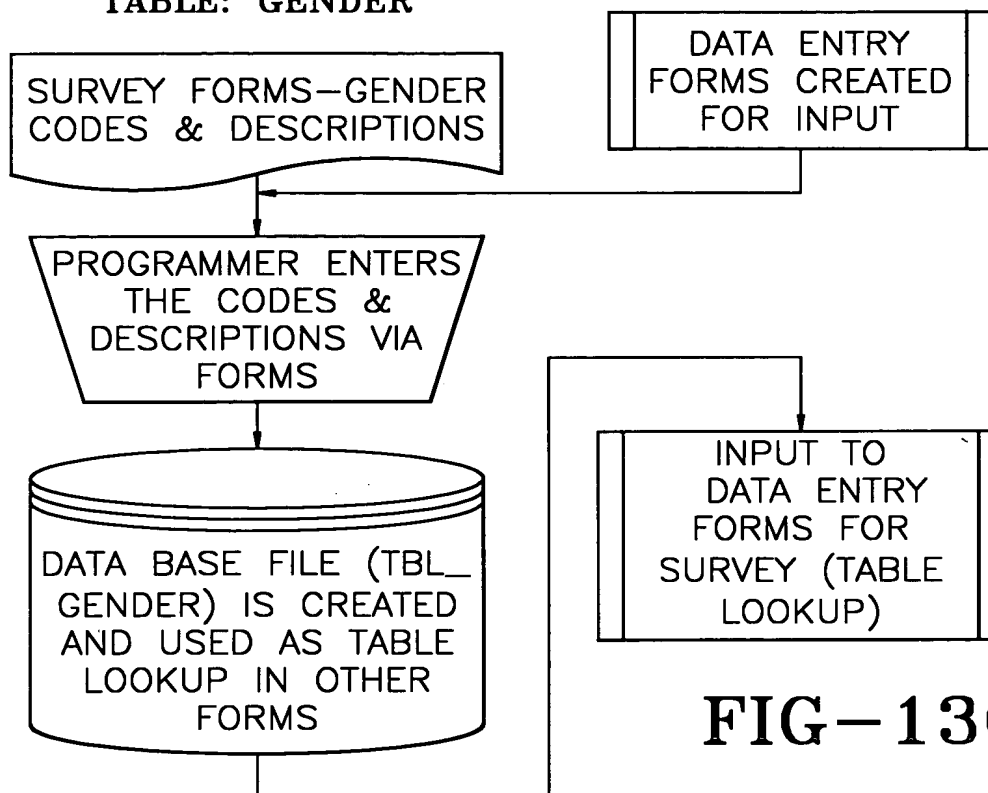 TABLE: GENDER
SURVEY FORMS–GENDER
CODES & DESCRIPTIONS
DATA ENTRY
FORMS CREATED
FOR INPUT
PROGRAMMER ENTERS
THE CODES &
DESCRIPTIONS VIA
FORMS
DATA BASE FILE (TBL_
GENDER) IS CREATED
AND USED AS TABLE
LOOKUP IN OTHER
FORMS
INPUT TO
DATA ENTRY
FORMS FOR
SURVEY (TABLE
LOOKUP)
FIG–13